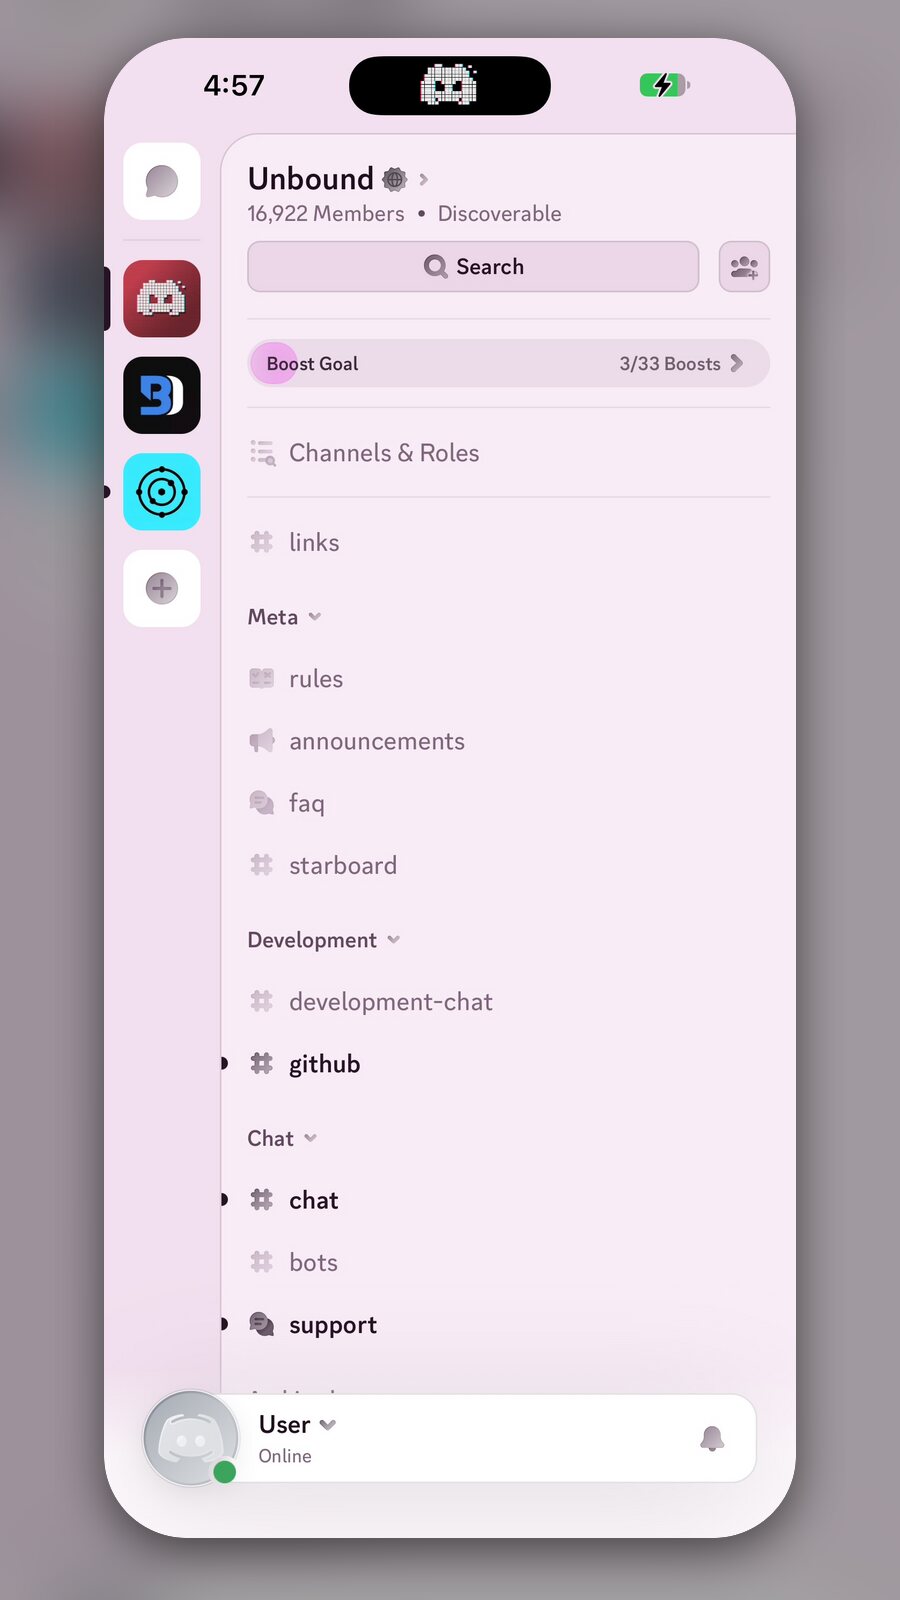 4:57
Unbound
16,922 Members • Discoverable
Search
Boost Goal 3/33 Boosts
Channels & Roles
links
Meta
rules
announcements
faq
starboard
Development
development-chat
github
Chat
chat
bots
support
User
Online